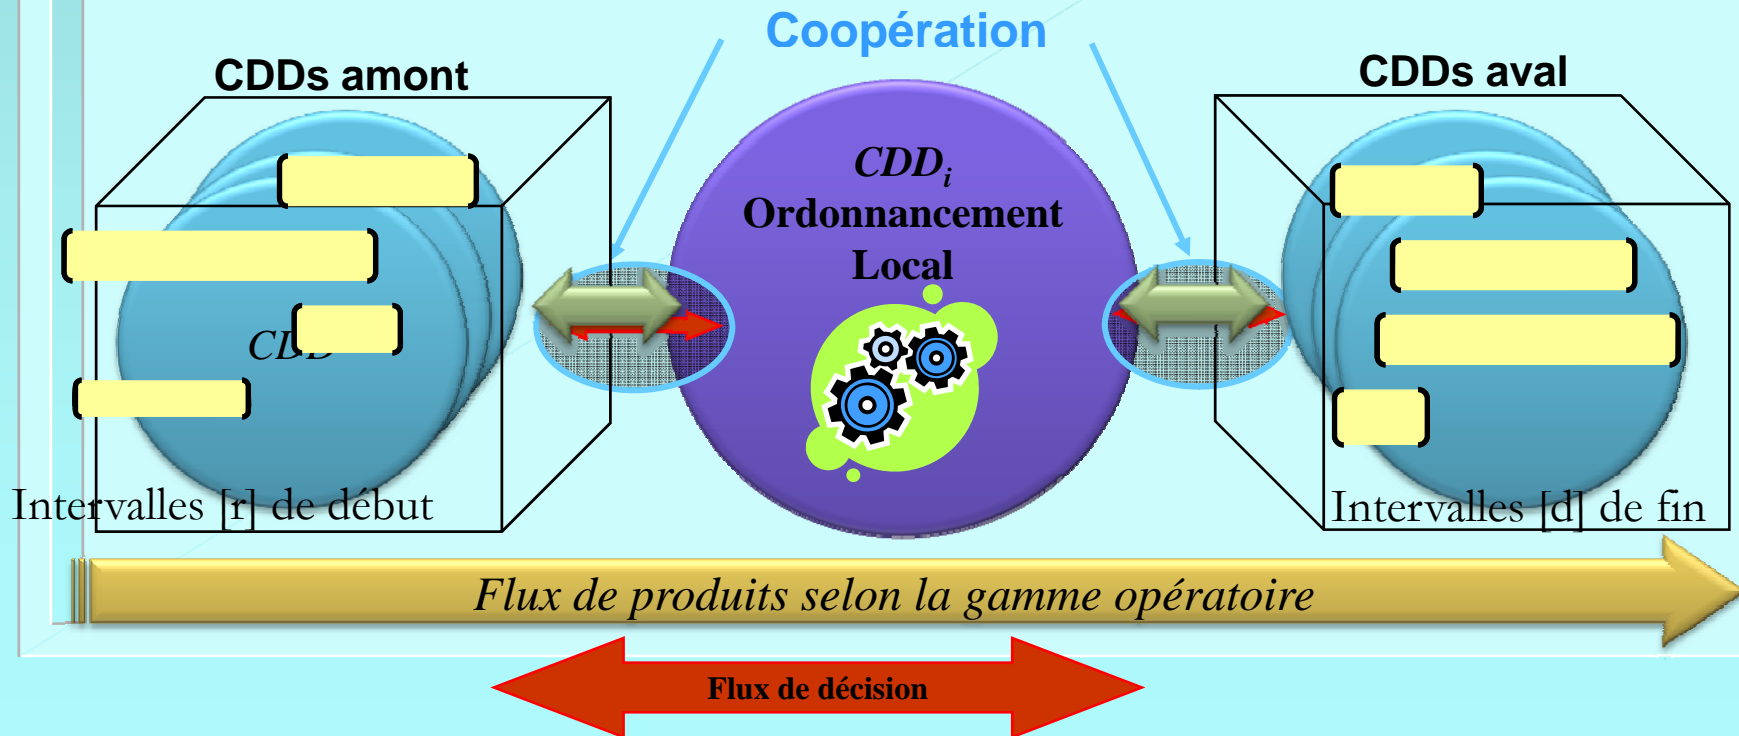 Coopération
CDDs amont
CDDs aval
CDDi
Ordonnancement
Local
CDD
Intervalles [r] de début
Intervalles [d] de fin
Flux de produits selon la gamme opératoire
Flux de décision